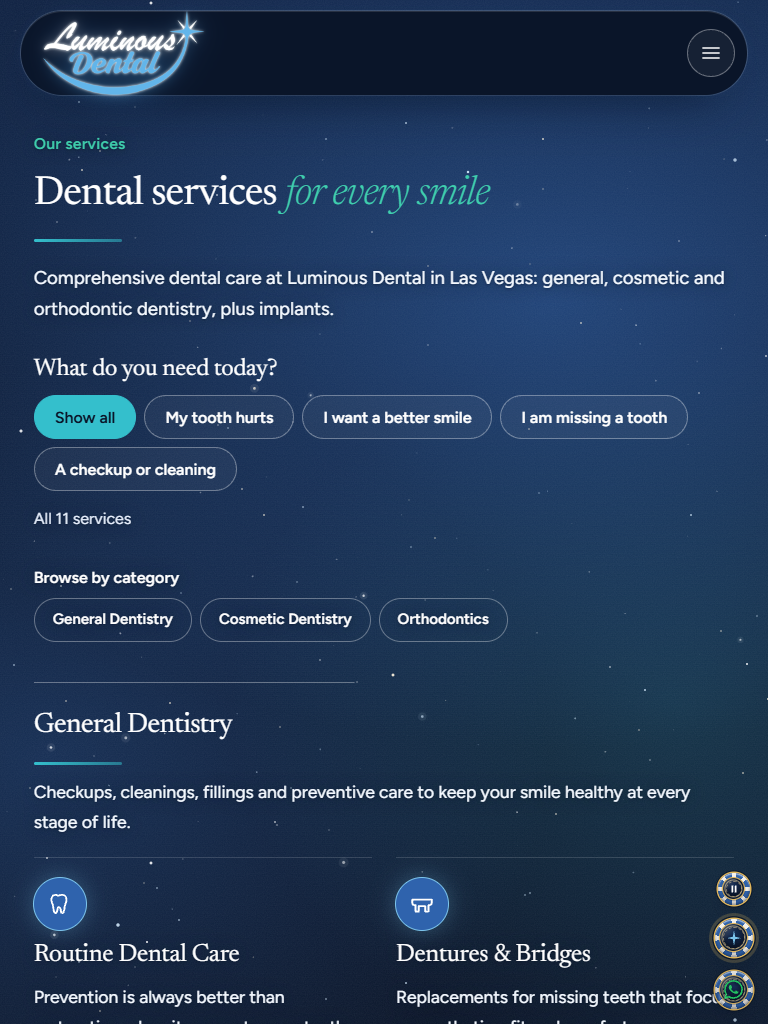 Luminous
Dental
Our services
Dental services for every smile
Comprehensive dental care at Luminous Dental in Las Vegas: general, cosmetic and
orthodontic dentistry, plus implants.
What do you need today?
Show all
My tooth hurts
I want a better smile
I am missing a tooth
A checkup or cleaning
All 11 services
Browse by category
General Dentistry
Cosmetic Dentistry
Orthodontics
General Dentistry
Checkups, cleanings, fillings and preventive care to keep your smile healthy at every
stage of life.
Routine Dental Care
Dentures & Bridges
Prevention is always better than
Replacements for missing teeth that